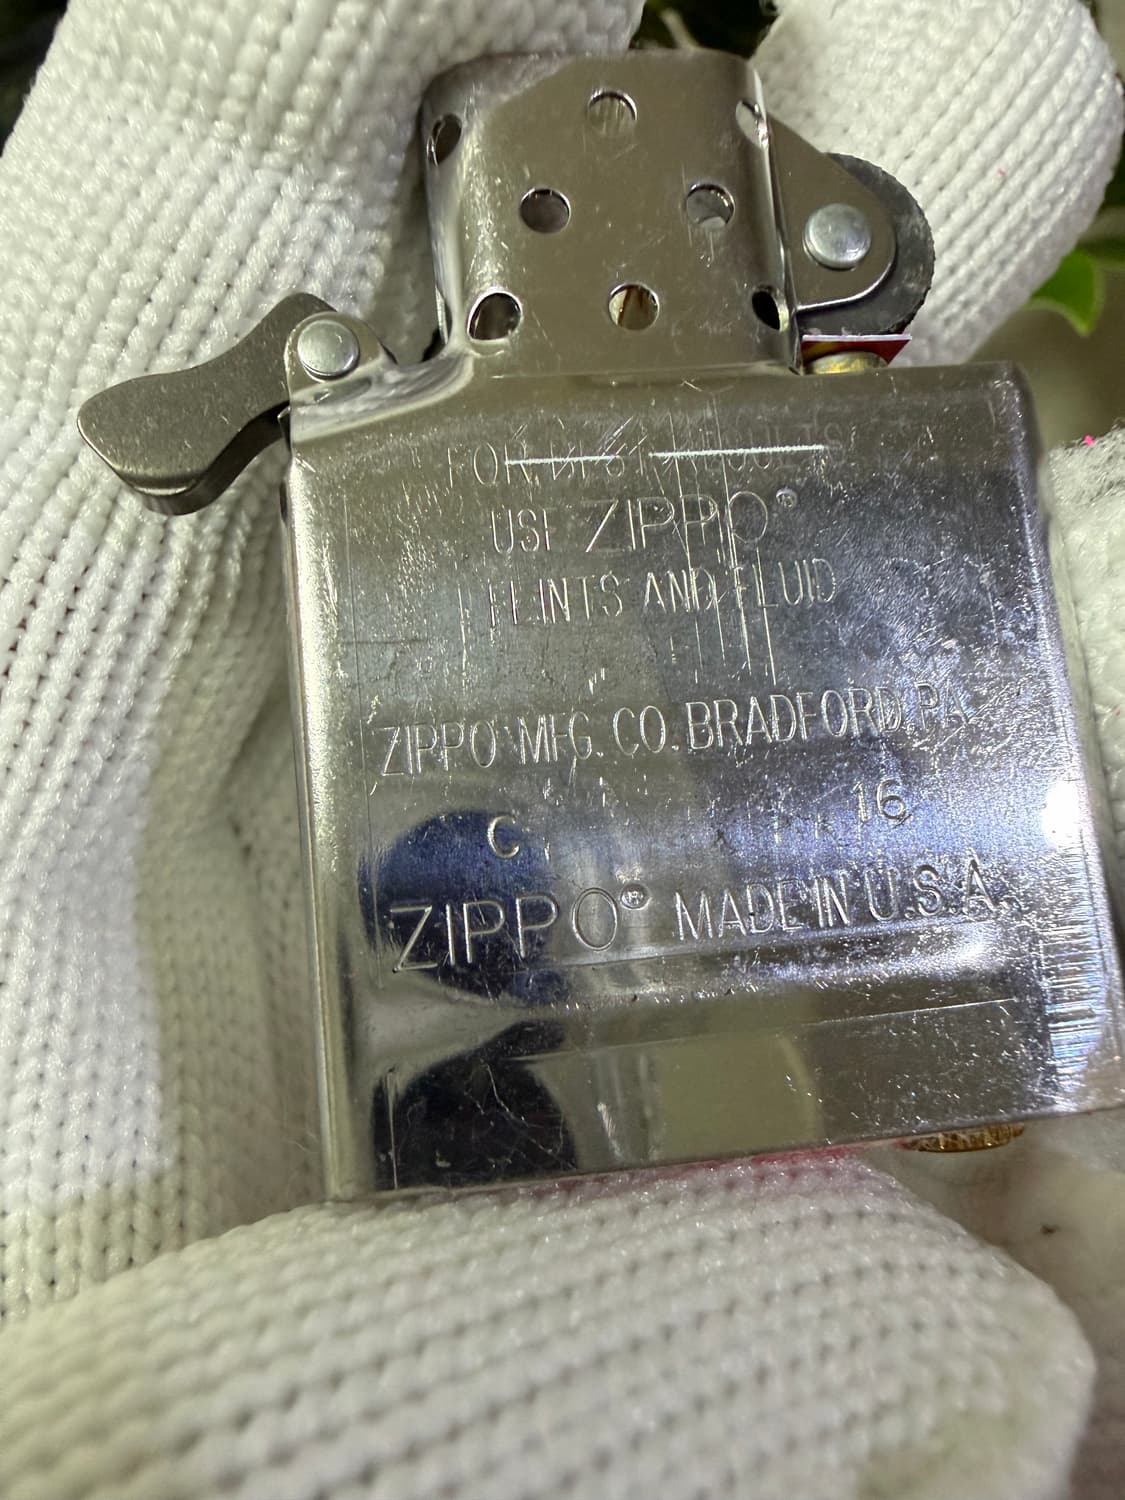 FOR BEST RESULTS
USE ZIPPO®
FLINTS AND FLUID
ZIPPO MFG. CO. BRADFORD, PA
C 16
ZIPPO® MADE IN U.S.A.